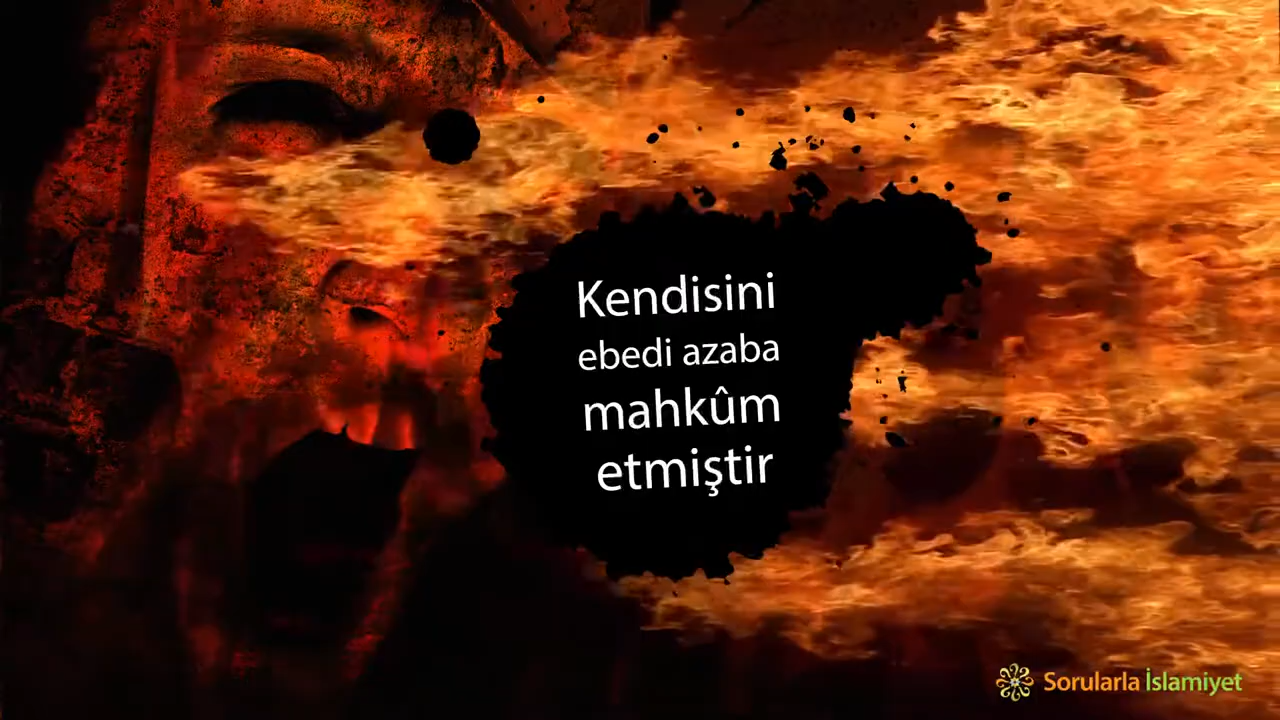 Kendisini
ebedi azaba
mahkûm
etmiştir
Sorularla İslamiyet